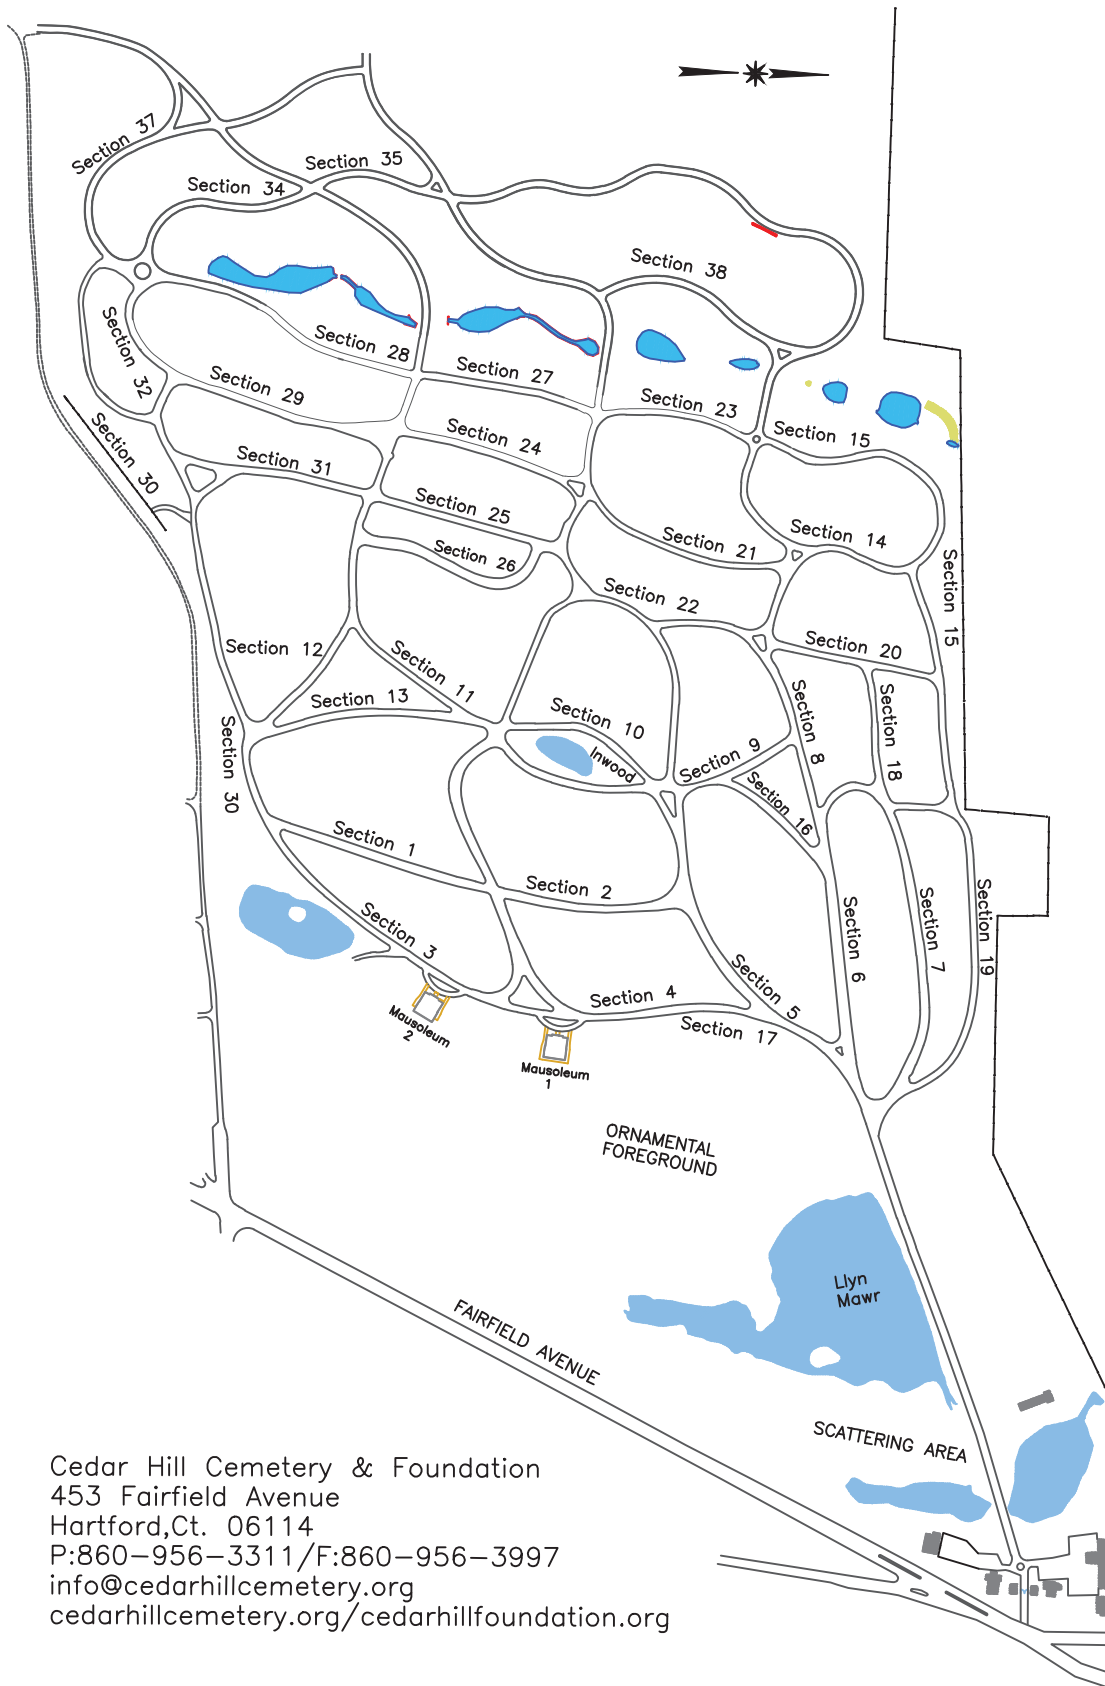 Section 37
Section 35
Section 34
Section 38
Section 32
Section 28
Section 27
Section 29
Section 23
Section 15
Section 30
Section 24
Section 31
Section 25
Section 21
Section 14
Section 26
Section 15
Section 22
Section 12
Section 11
Section 20
Section 13
Section 10
Section 8
Section 18
Inwood
Section 9
Section 30
Section 16
Section 1
Section 2
Section 3
Section 6
Section 7
Section 19
Section 5
Section 4
Section 17
Mausoleum
2
Mausoleum
1
ORNAMENTAL
FOREGROUND
Llyn
Mawr
FAIRFIELD AVENUE
SCATTERING AREA
Cedar Hill Cemetery & Foundation
453 Fairfield Avenue
Hartford,Ct. 06114
P:860-956-3311/F:860-956-3997
info@cedarhillcemetery.org
cedarhillcemetery.org/cedarhillfoundation.org